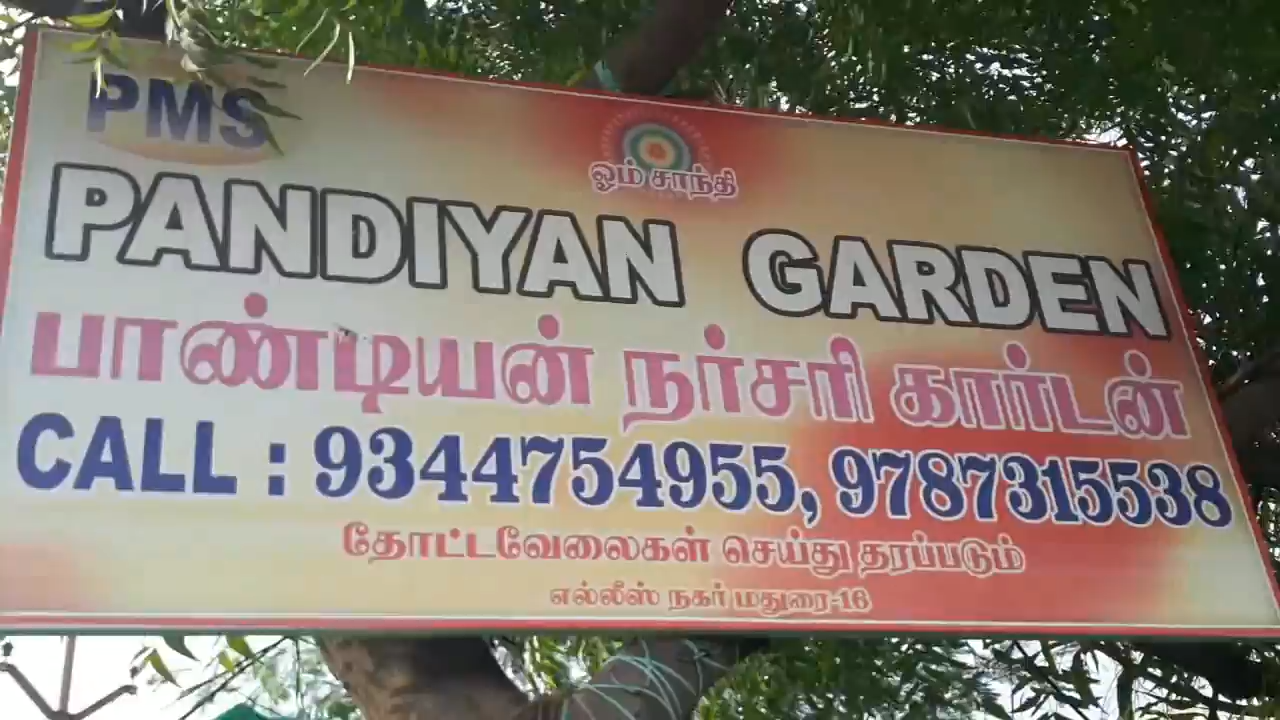 PMS
ஓம் சாந்தி
PANDIYAN GARDEN
பாண்டியன் நர்சரி கார்டன்
CALL : 9344754955, 9787315538
தோட்டவேலைகள் செய்து தரப்படும்
எல்லீஸ் நகர் மதுரை-16